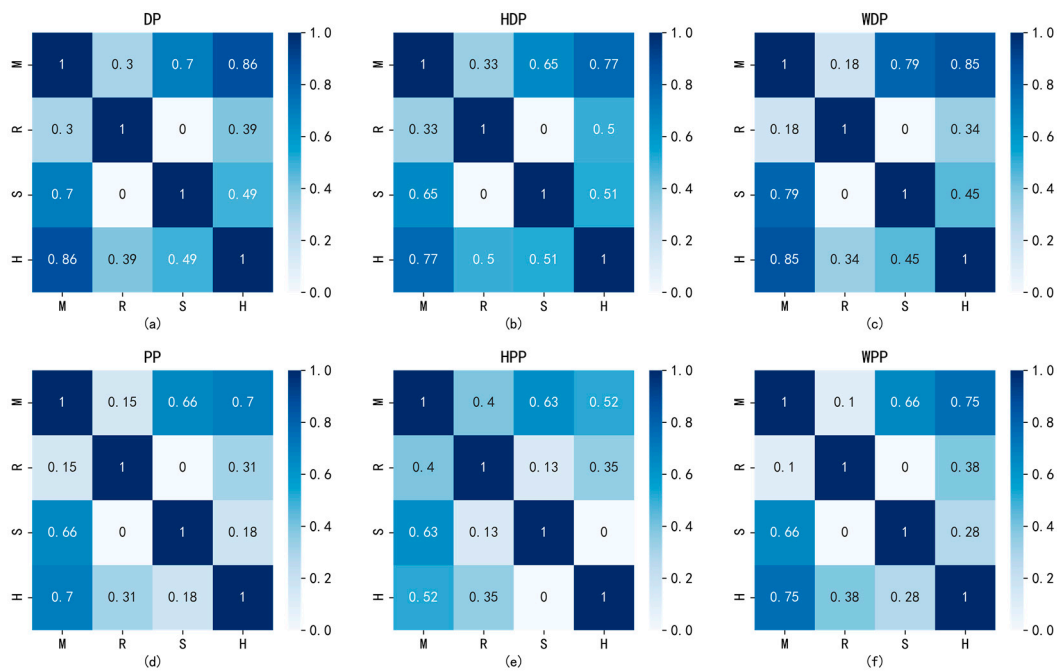 DP
M 1 0.3 0.7 0.86
R 0.3 1 0 0.39
S 0.7 0 1 0.49
H 0.86 0.39 0.49 1
M R S H
1.0
0.8
0.6
0.4
0.2
0.0
(a)
HDP
M 1 0.33 0.65 0.77
R 0.33 1 0 0.5
S 0.65 0 1 0.51
H 0.77 0.5 0.51 1
M R S H
1.0
0.8
0.6
0.4
0.2
0.0
(b)
WDP
M 1 0.18 0.79 0.85
R 0.18 1 0 0.34
S 0.79 0 1 0.45
H 0.85 0.34 0.45 1
M R S H
1.0
0.8
0.6
0.4
0.2
0.0
(c)
PP
M 1 0.15 0.66 0.7
R 0.15 1 0 0.31
S 0.66 0 1 0.18
H 0.7 0.31 0.18 1
M R S H
1.0
0.8
0.6
0.4
0.2
0.0
(d)
HPP
M 1 0.4 0.63 0.52
R 0.4 1 0.13 0.35
S 0.63 0.13 1 0
H 0.52 0.35 0 1
M R S H
1.0
0.8
0.6
0.4
0.2
0.0
(e)
WPP
M 1 0.1 0.66 0.75
R 0.1 1 0 0.38
S 0.66 0 1 0.28
H 0.75 0.38 0.28 1
M R S H
1.0
0.8
0.6
0.4
0.2
0.0
(f)